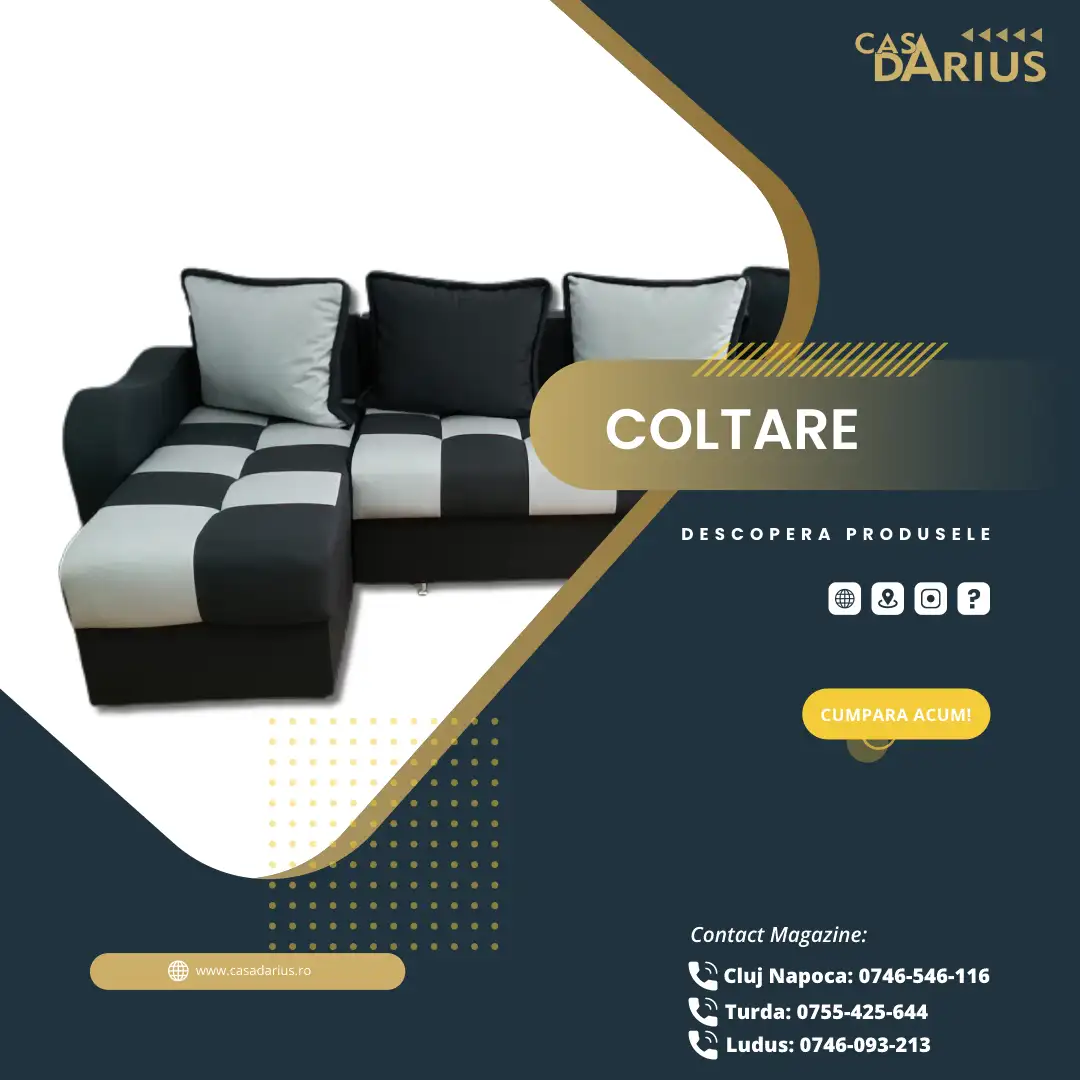 CASA
DARIUS
COLTARE
DESCOPERA PRODUSELE
?
CUMPARA ACUM!
Contact Magazine:
Cluj Napoca: 0746-546-116
Turda: 0755-425-644
Ludus: 0746-093-213
www.casadarius.ro